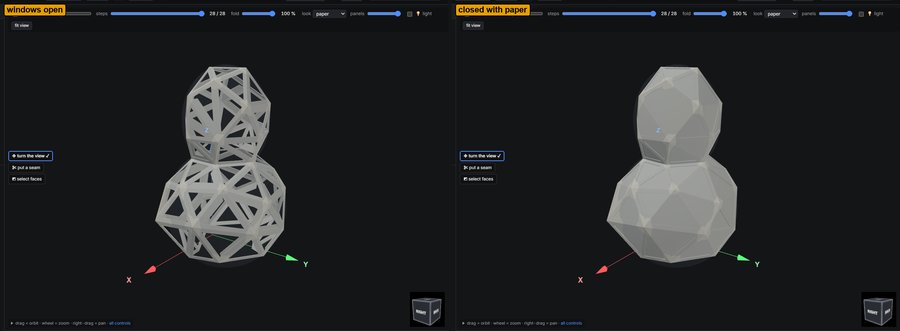 windows open
steps 28 / 28 fold 100 % look paper panels light
fit view
turn the view ✓
put a seam
select faces
Z
X
Y
RIGHT
drag = orbit · wheel = zoom · right-drag = pan · all controls
closed with paper
steps 28 / 28 fold 100 % look paper panels light
fit view
turn the view ✓
put a seam
select faces
Z
X
Y
RIGHT
drag = orbit · wheel = zoom · right-drag = pan · all controls